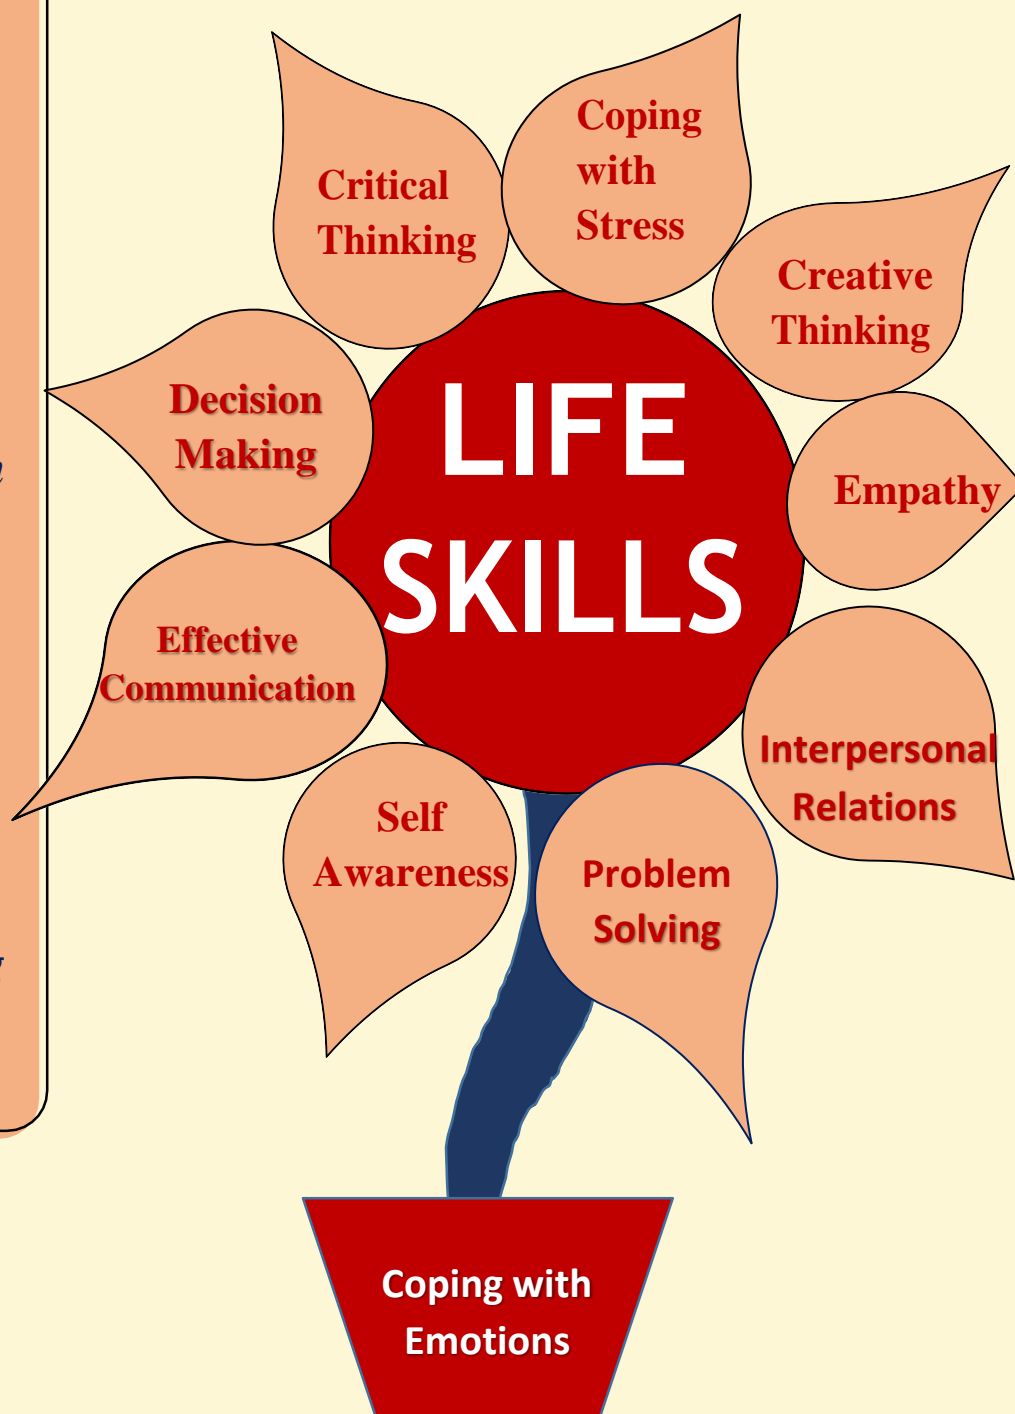 Coping
with
Stress
Critical
Thinking
Creative
Thinking
Decision
Making
LIFE
SKILLS
Empathy
Effective
Communication
Interpersonal
Relations
Self
Awareness
Problem
Solving
Coping with
Emotions